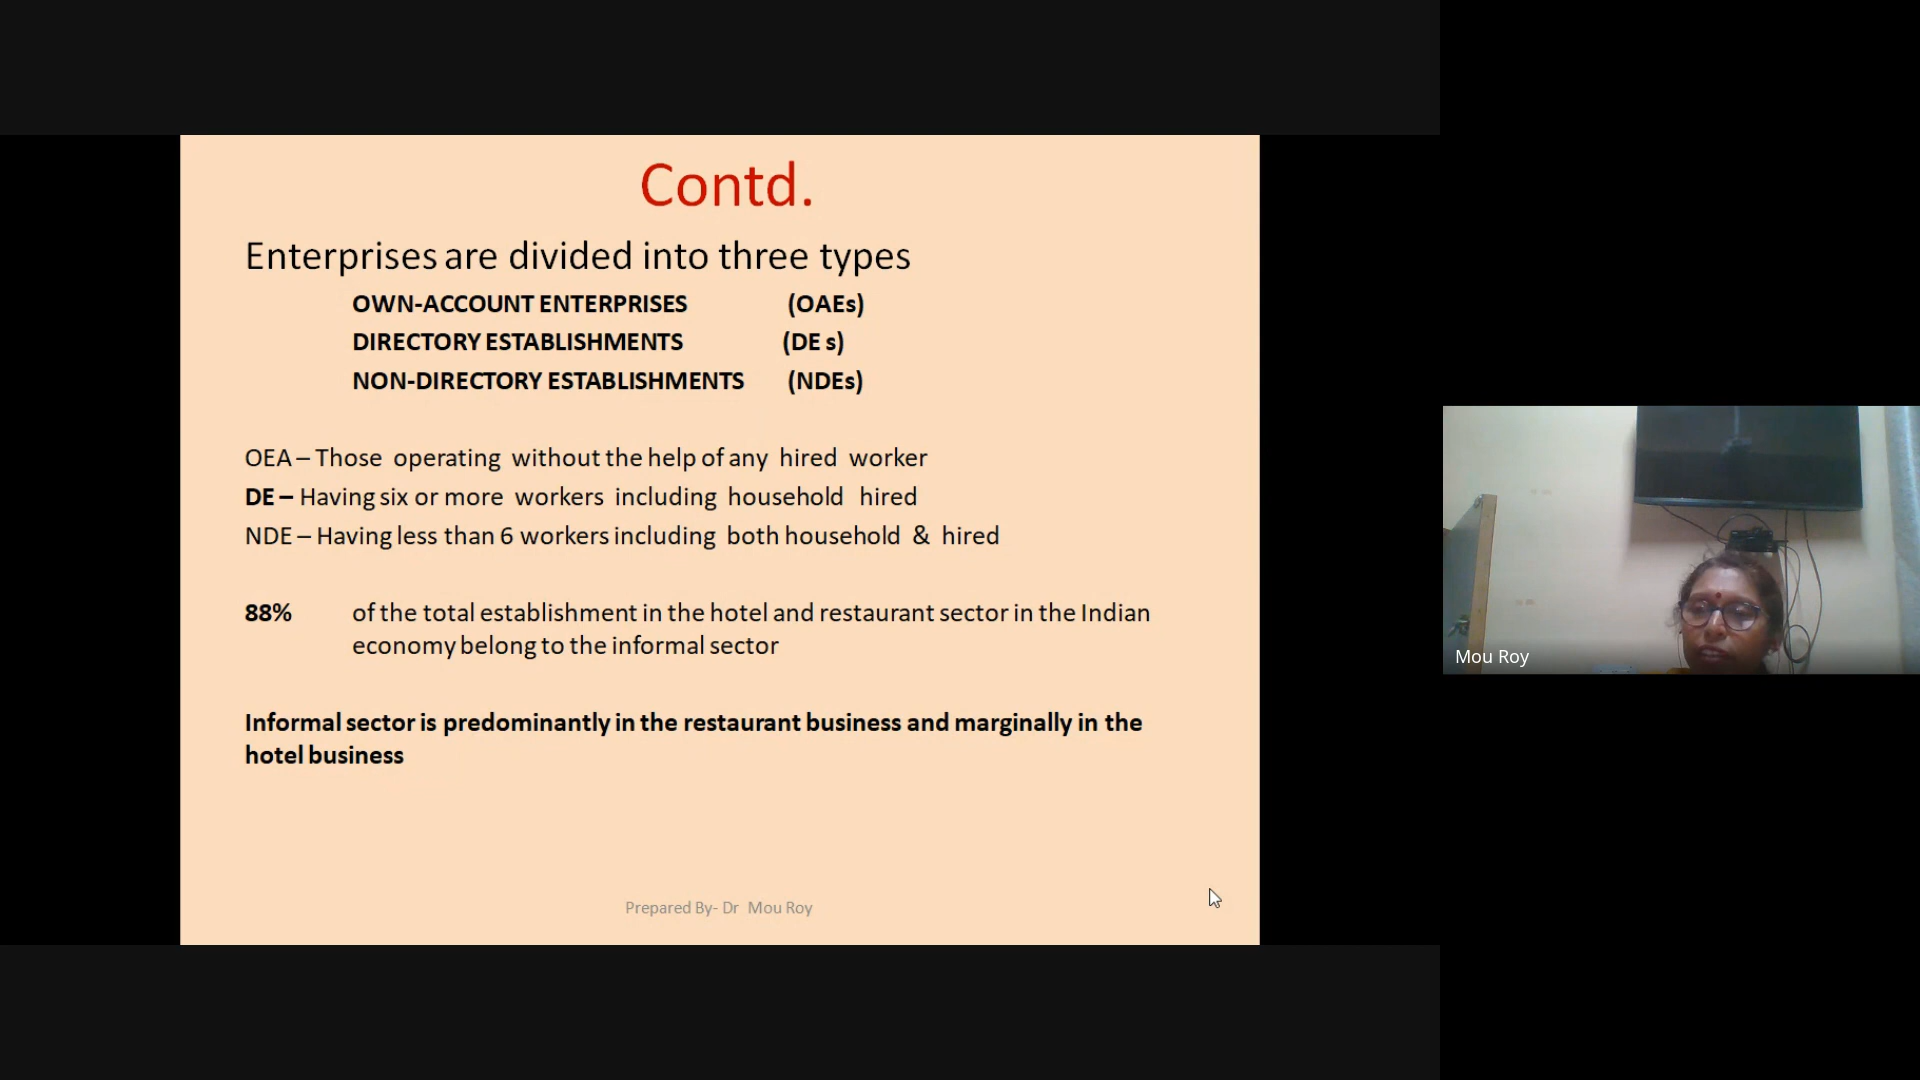 Contd.
Enterprises are divided into three types
OWN-ACCOUNT ENTERPRISES (OAEs)
DIRECTORY ESTABLISHMENTS (DE s)
NON-DIRECTORY ESTABLISHMENTS (NDEs)
OEA – Those operating without the help of any hired worker
DE – Having six or more workers including household hired
NDE – Having less than 6 workers including both household & hired
88% of the total establishment in the hotel and restaurant sector in the Indian
economy belong to the informal sector
Informal sector is predominantly in the restaurant business and marginally in the
hotel business
Prepared By- Dr Mou Roy
Mou Roy